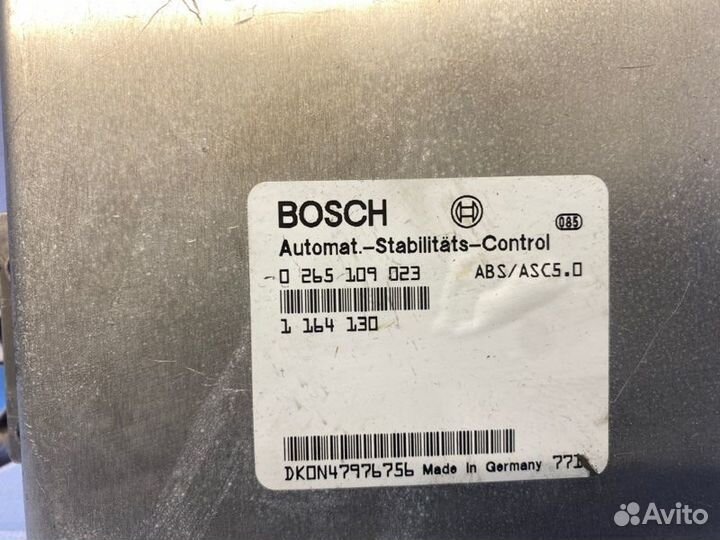 BOSCH
085
Automat.-Stabilitäts-Control
0 265 109 023 ABS/ASC5.0
1 164 130
DKON47976756 Made in Germany 771
Avito